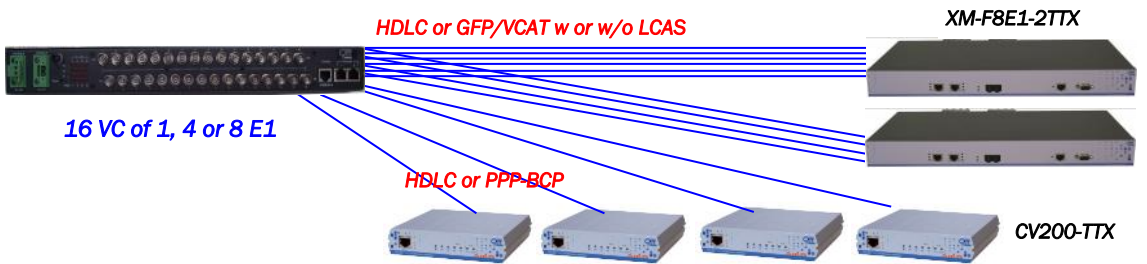 HDLC or GFP/VCAT w or w/o LCAS
XM-F8E1-2TTX
16 VC of 1, 4 or 8 E1
HDLC or PPP-BCP
CV200-TTX